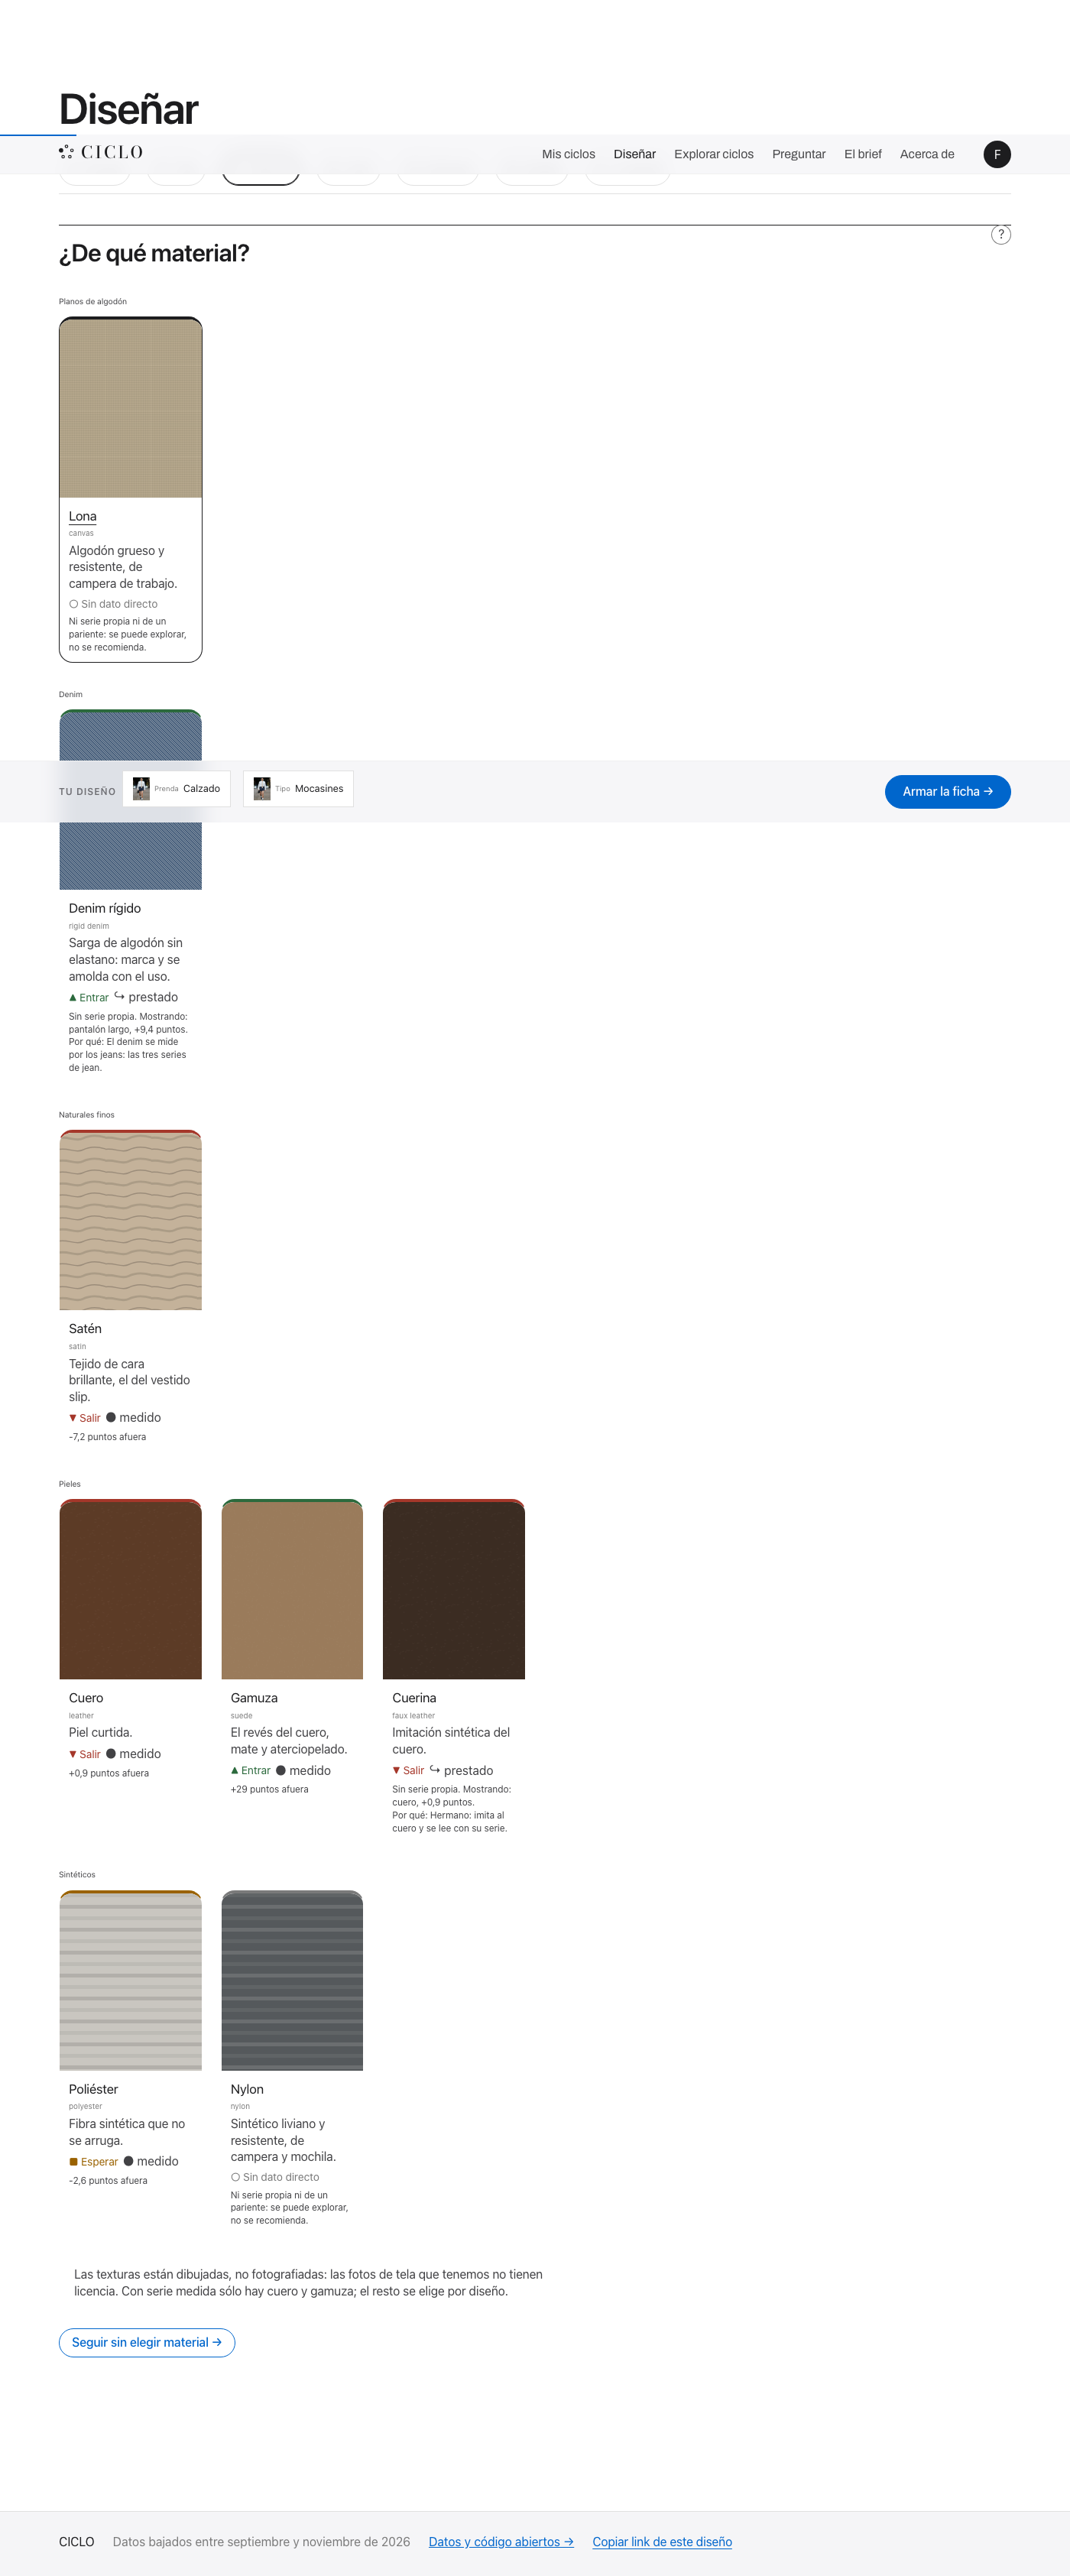 Diseñar
CICLO
Mis ciclos Diseñar Explorar ciclos Preguntar El brief Acerca de F
?
¿De qué material?
Planos de algodón
Lona
canvas
Algodón grueso y
resistente, de
campera de trabajo.
Sin dato directo
Ni serie propia ni de un
pariente: se puede explorar,
no se recomienda.
Denim
TU DISEÑO Prenda Calzado Tipo Mocasines Armar la ficha →
Denim rígido
rigid denim
Sarga de algodón sin
elastano: marca y se
amolda con el uso.
▲ Entrar ↪ prestado
Sin serie propia. Mostrando:
pantalón largo, +9,4 puntos.
Por qué: El denim se mide
por los jeans: las tres series
de jean.
Naturales finos
Satén
satin
Tejido de cara
brillante, el del vestido
slip.
▼ Salir ● medido
-7,2 puntos afuera
Pieles
Cuero
leather
Piel curtida.
▼ Salir ● medido
+0,9 puntos afuera
Gamuza
suede
El revés del cuero,
mate y aterciopelado.
▲ Entrar ● medido
+29 puntos afuera
Cuerina
faux leather
Imitación sintética del
cuero.
▼ Salir ↪ prestado
Sin serie propia. Mostrando:
cuero, +0,9 puntos.
Por qué: Hermano: imita al
cuero y se lee con su serie.
Sintéticos
Poliéster
polyester
Fibra sintética que no
se arruga.
■ Esperar ● medido
-2,6 puntos afuera
Nylon
nylon
Sintético liviano y
resistente, de
campera y mochila.
Sin dato directo
Ni serie propia ni de un
pariente: se puede explorar,
no se recomienda.
Las texturas están dibujadas, no fotografiadas: las fotos de tela que tenemos no tienen
licencia. Con serie medida sólo hay cuero y gamuza; el resto se elige por diseño.
Seguir sin elegir material →
CICLO Datos bajados entre septiembre y noviembre de 2026 Datos y código abiertos → Copiar link de este diseño